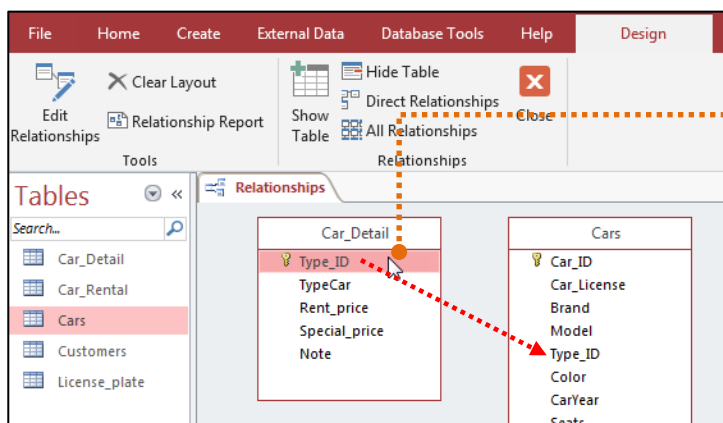 File Home Create External Data Database Tools Help Design
Edit Relationships
Clear Layout
Relationship Report
Tools
Show Table
Hide Table
Direct Relationships
All Relationships
Relationships
Close
Tables
Search...
Car_Detail
Car_Rental
Cars
Customers
License_plate
Relationships
Car_Detail
Type_ID
TypeCar
Rent_price
Special_price
Note
Cars
Car_ID
Car_License
Brand
Model
Type_ID
Color
CarYear
Seats